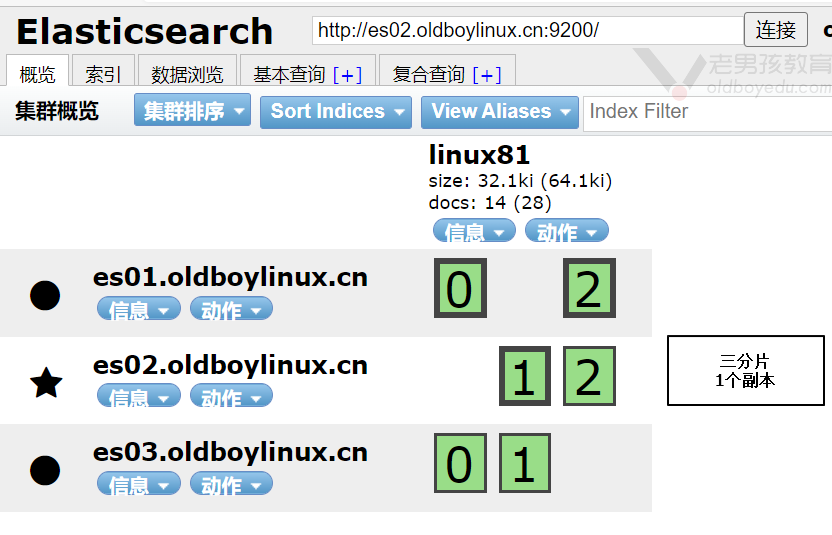 Elasticsearch http://es02.oldboylinux.cn:9200/ 连接
概览 索引 数据浏览 基本查询 [+] 复合查询 [+]
老男孩教育
oldboyedu.com
集群概览 集群排序 Sort Indices View Aliases Index Filter
linux81
size: 32.1ki (64.1ki)
docs: 14 (28)
信息 动作
es01.oldboylinux.cn 0 2
信息 动作
es02.oldboylinux.cn 1 2
信息 动作
三分片
1个副本
es03.oldboylinux.cn 0 1
信息 动作